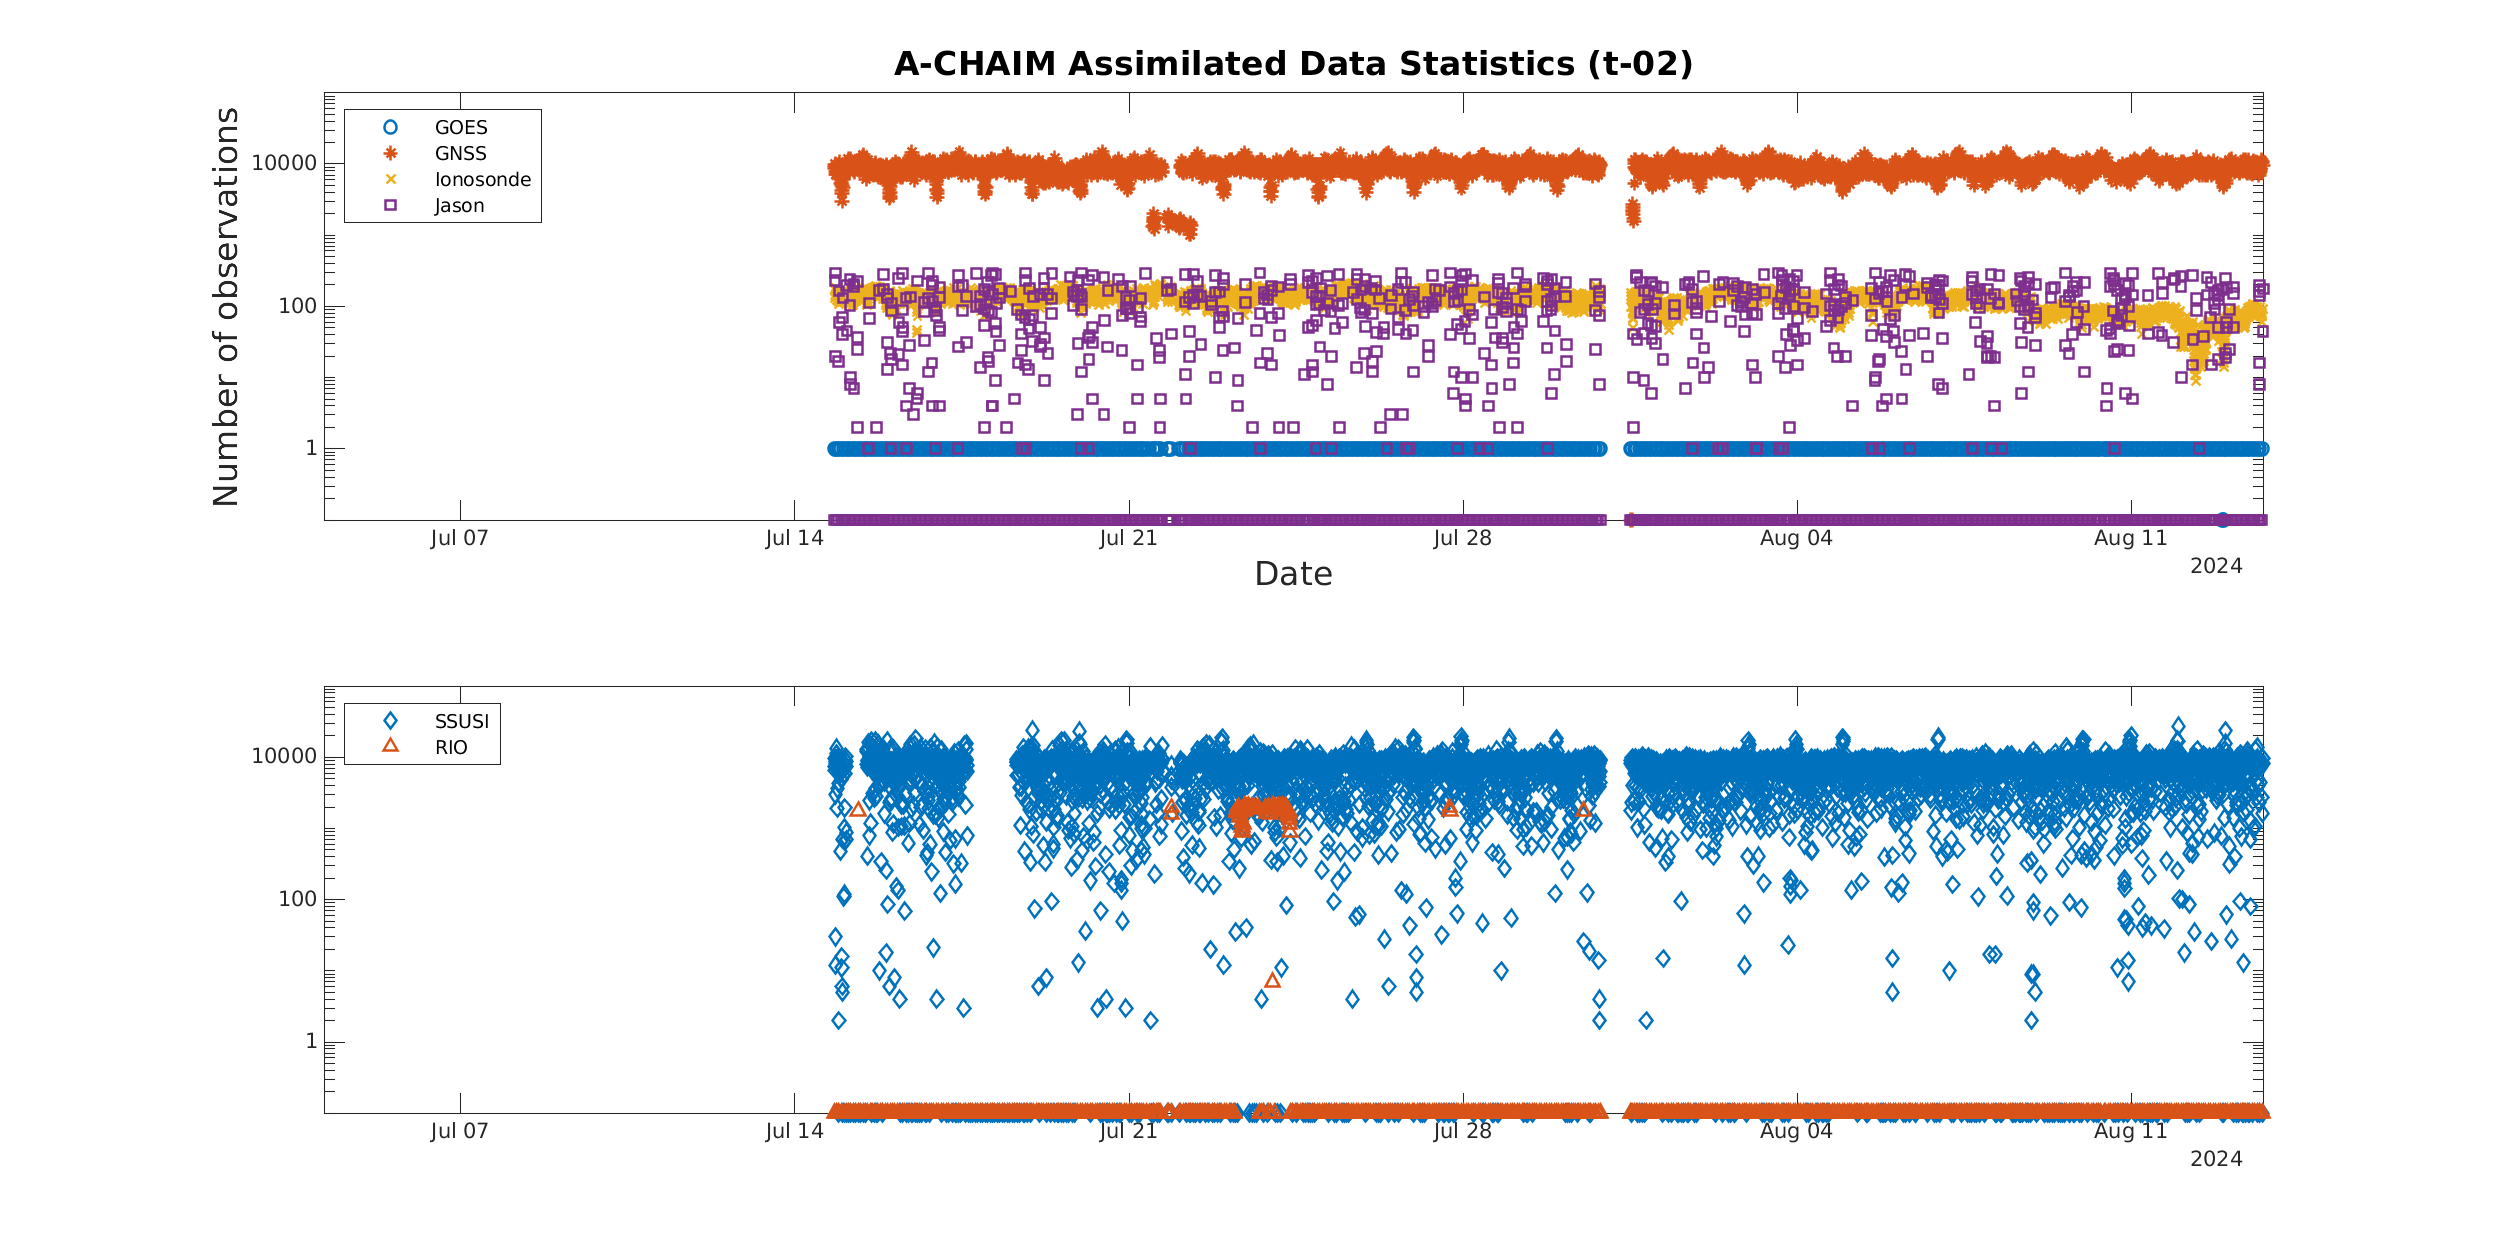 A-CHAIM Assimilated Data Statistics (t-02)
Number of observations
10000
100
1
GOES
GNSS
Ionosonde
Jason
Jul 07
Jul 14
Jul 21
Jul 28
Aug 04
Aug 11
2024
Date
10000
100
1
SSUSI
RIO
Jul 07
Jul 14
Jul 21
Jul 28
Aug 04
Aug 11
2024